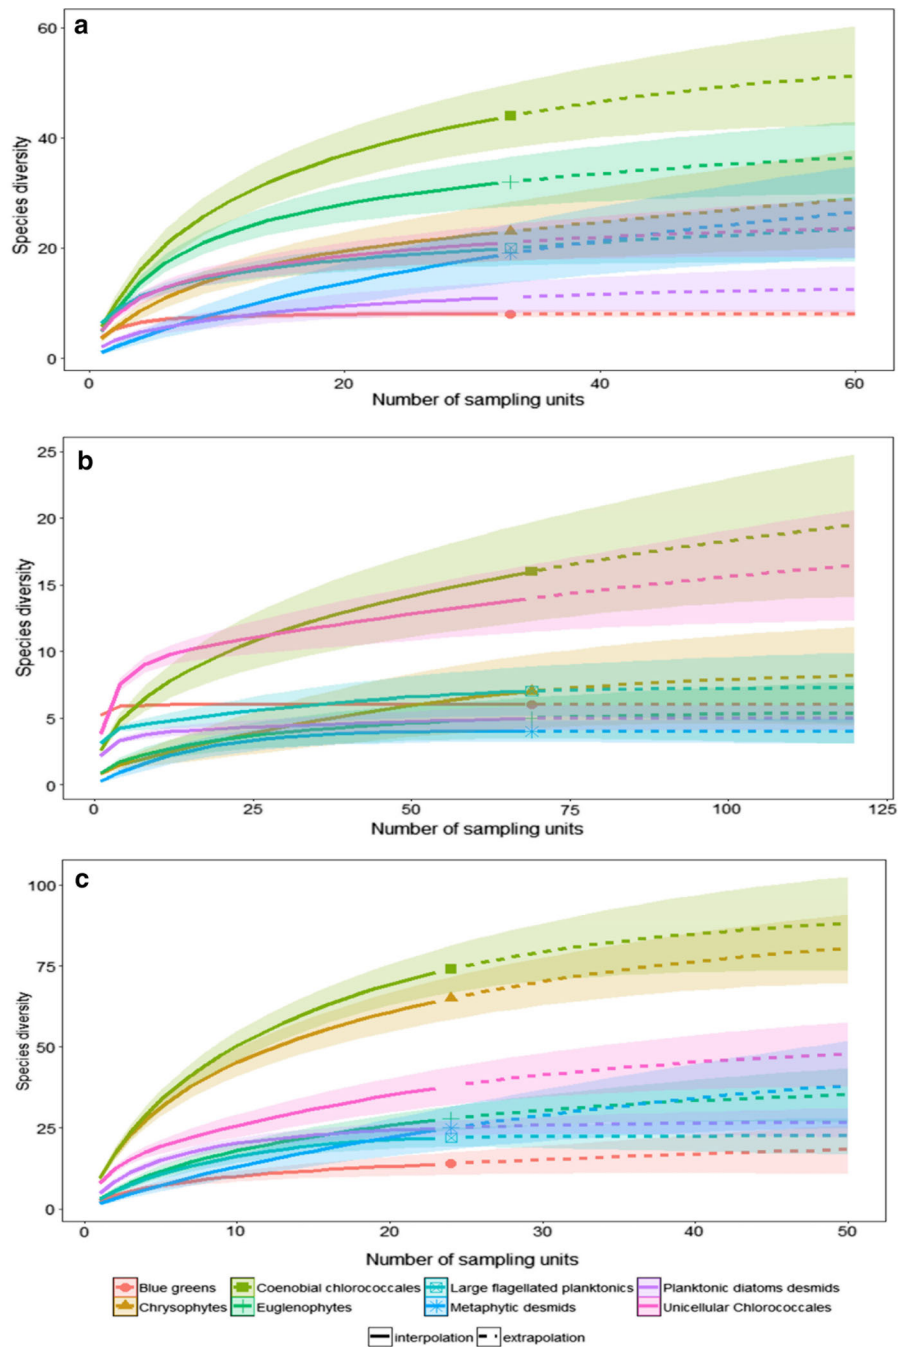 a
60
40
20
0
Species diversity
0 20 40 60
Number of sampling units
b
25
20
15
10
5
0
Species diversity
0 25 50 75 100 125
Number of sampling units
c
100
75
50
25
0
Species diversity
0 10 20 30 40 50
Number of sampling units
Blue greens Coenobial chlorococcales Large flagellated planktonics Planktonic diatoms desmids
Chrysophytes Euglenophytes Metaphytic desmids Unicellular Chlorococcales
interpolation extrapolation